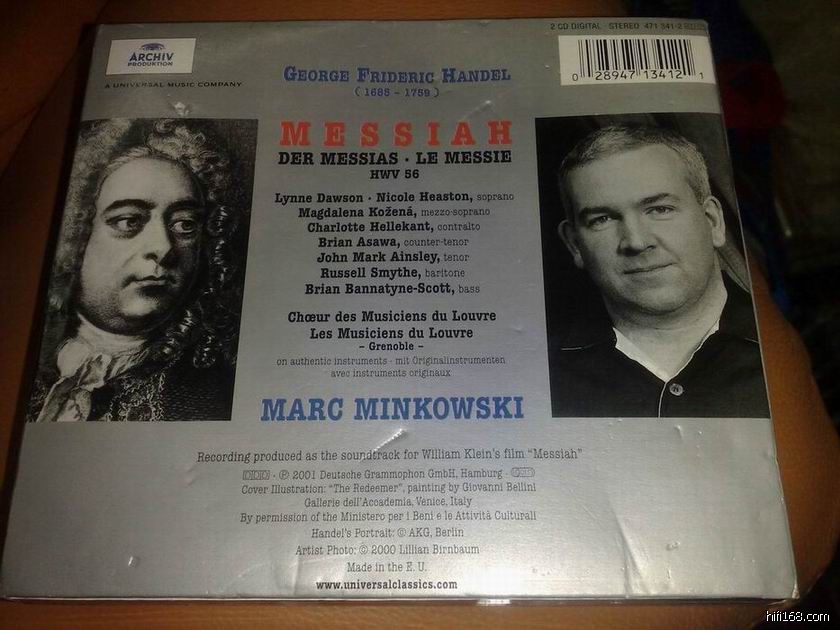 2 CD DIGITAL · STEREO 471 341-2
ARCHIV
PRODUKTION
A UNIVERSAL MUSIC COMPANY
0 28947 13412 1
GEORGE FRIDERIC HANDEL
(1685 – 1759)
MESSIAH
DER MESSIAS · LE MESSIE
HWV 56
Lynne Dawson · Nicole Heaston, soprano
Magdalena Kožená, mezzo-soprano
Charlotte Hellekant, contralto
Brian Asawa, counter-tenor
John Mark Ainsley, tenor
Russell Smythe, baritone
Brian Bannatyne-Scott, bass
Chœur des Musiciens du Louvre
Les Musiciens du Louvre
– Grenoble –
on authentic instruments · mit Originalinstrumenten
avec instruments originaux
MARC MINKOWSKI
Recording produced as the soundtrack for William Klein's film "Messiah"
DDD · ℗ 2001 Deutsche Grammophon GmbH, Hamburg ·
Cover Illustration: "The Redeemer", painting by Giovanni Bellini
Gallerie dell'Accademia, Venice, Italy
By permission of the Ministero per i Beni e le Attività Culturali
Handel's Portrait: © AKG, Berlin
Artist Photo: © 2000 Lillian Birnbaum
Made in the E. U.
www.universalclassics.com
hifi168.com